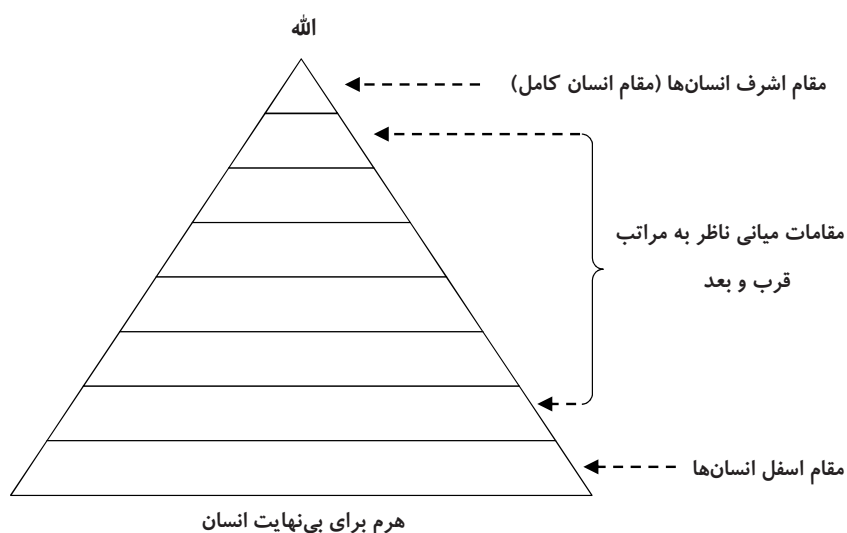 الله
مقام اشرف انسان‌ها (مقام انسان کامل)
مقامات میانی ناظر به مراتب
قرب و بعد
مقام اسفل انسان‌ها
هرم برای بی‌نهایت انسان